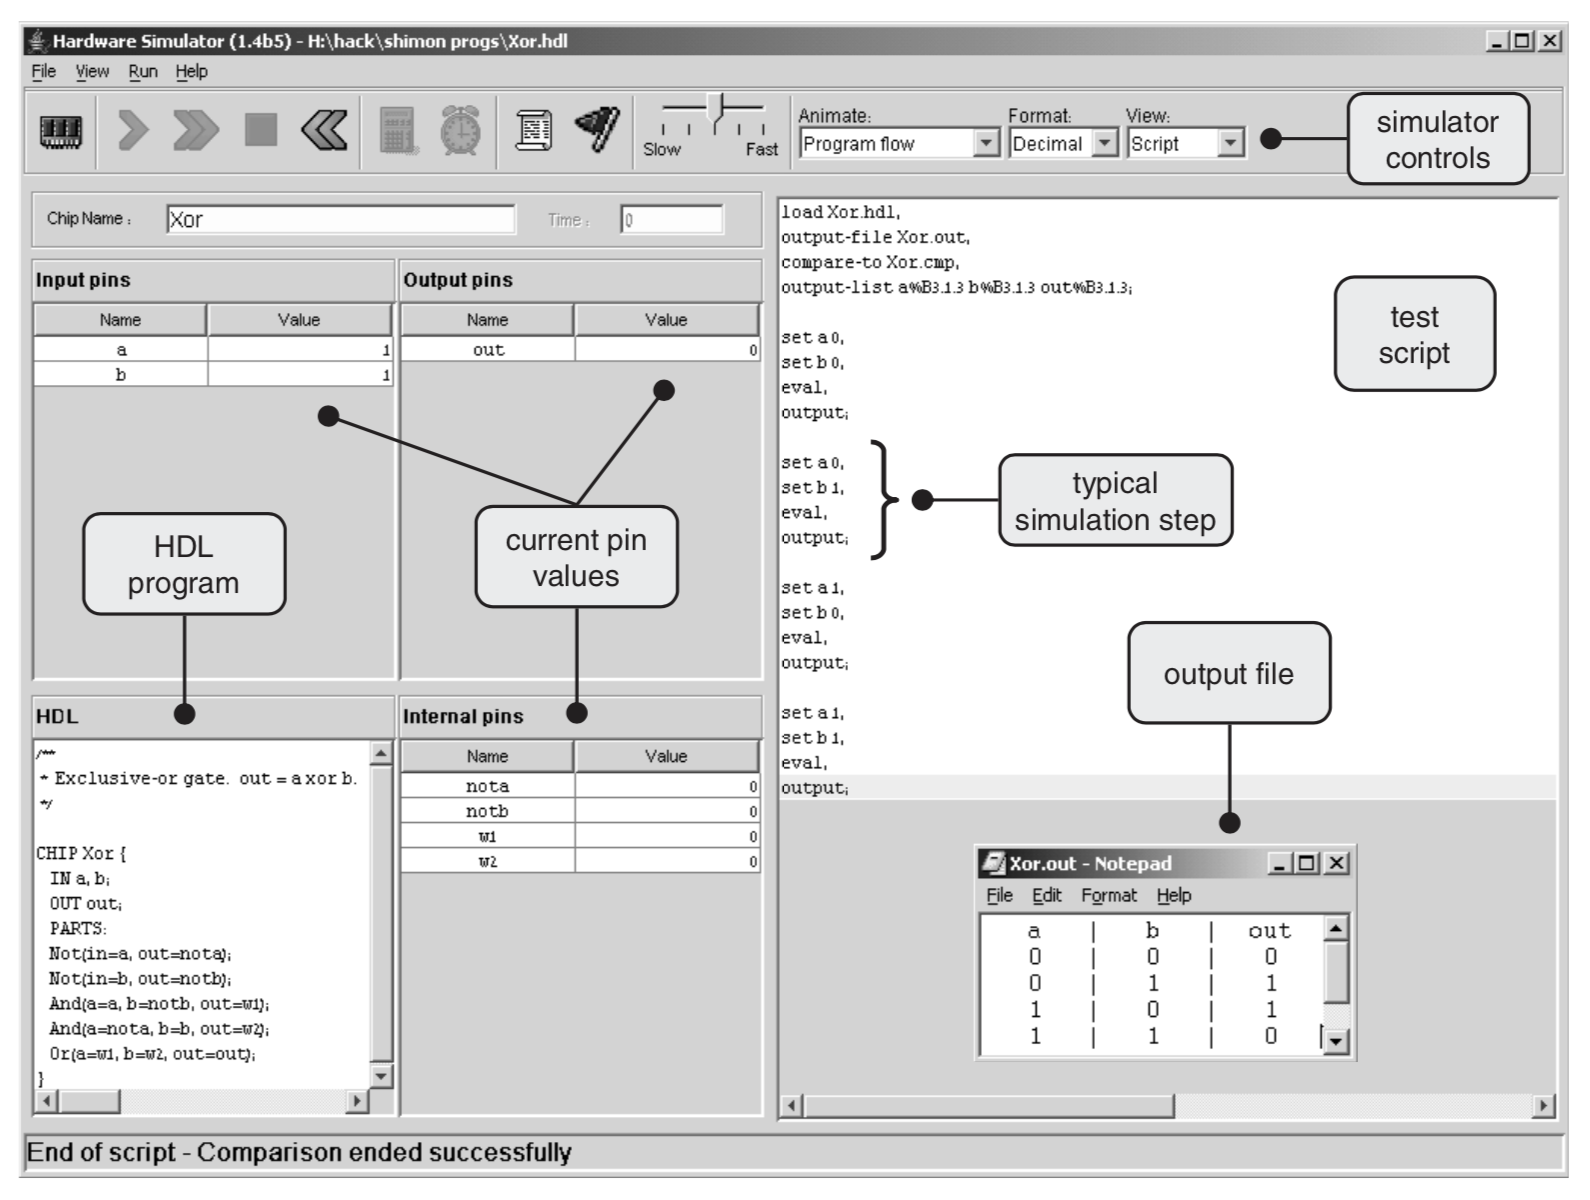 Hardware Simulator (1.4b5) - H:\hack\shimon progs\Xor.hdl
File View Run Help
Slow Fast
Animate:
Program flow
Format:
Decimal
View:
Script
simulator
controls
Chip Name : Xor
Time : 0
Input pins
Name Value
a 1
b 1
Output pins
Name Value
out 0
current pin
values
HDL
program
HDL
/**
* Exclusive-or gate. out = a xor b.
*/
CHIP Xor {
IN a, b;
OUT out;
PARTS:
Not(in=a, out=nota);
Not(in=b, out=notb);
And(a=a, b=notb, out=w1);
And(a=nota, b=b, out=w2);
Or(a=w1, b=w2, out=out);
}
Internal pins
Name Value
nota 0
notb 0
w1 0
w2 0
load Xor.hdl,
output-file Xor.out,
compare-to Xor.cmp,
output-list a%B3.1.3 b%B3.1.3 out%B3.1.3;
set a 0,
set b 0,
eval,
output;
set a 0,
set b 1,
eval,
output;
set a 1,
set b 0,
eval,
output;
set a 1,
set b 1,
eval,
output;
test
script
typical
simulation step
output file
Xor.out - Notepad
File Edit Format Help
a | b | out
0 | 0 | 0
0 | 1 | 1
1 | 0 | 1
1 | 1 | 0
End of script - Comparison ended successfully